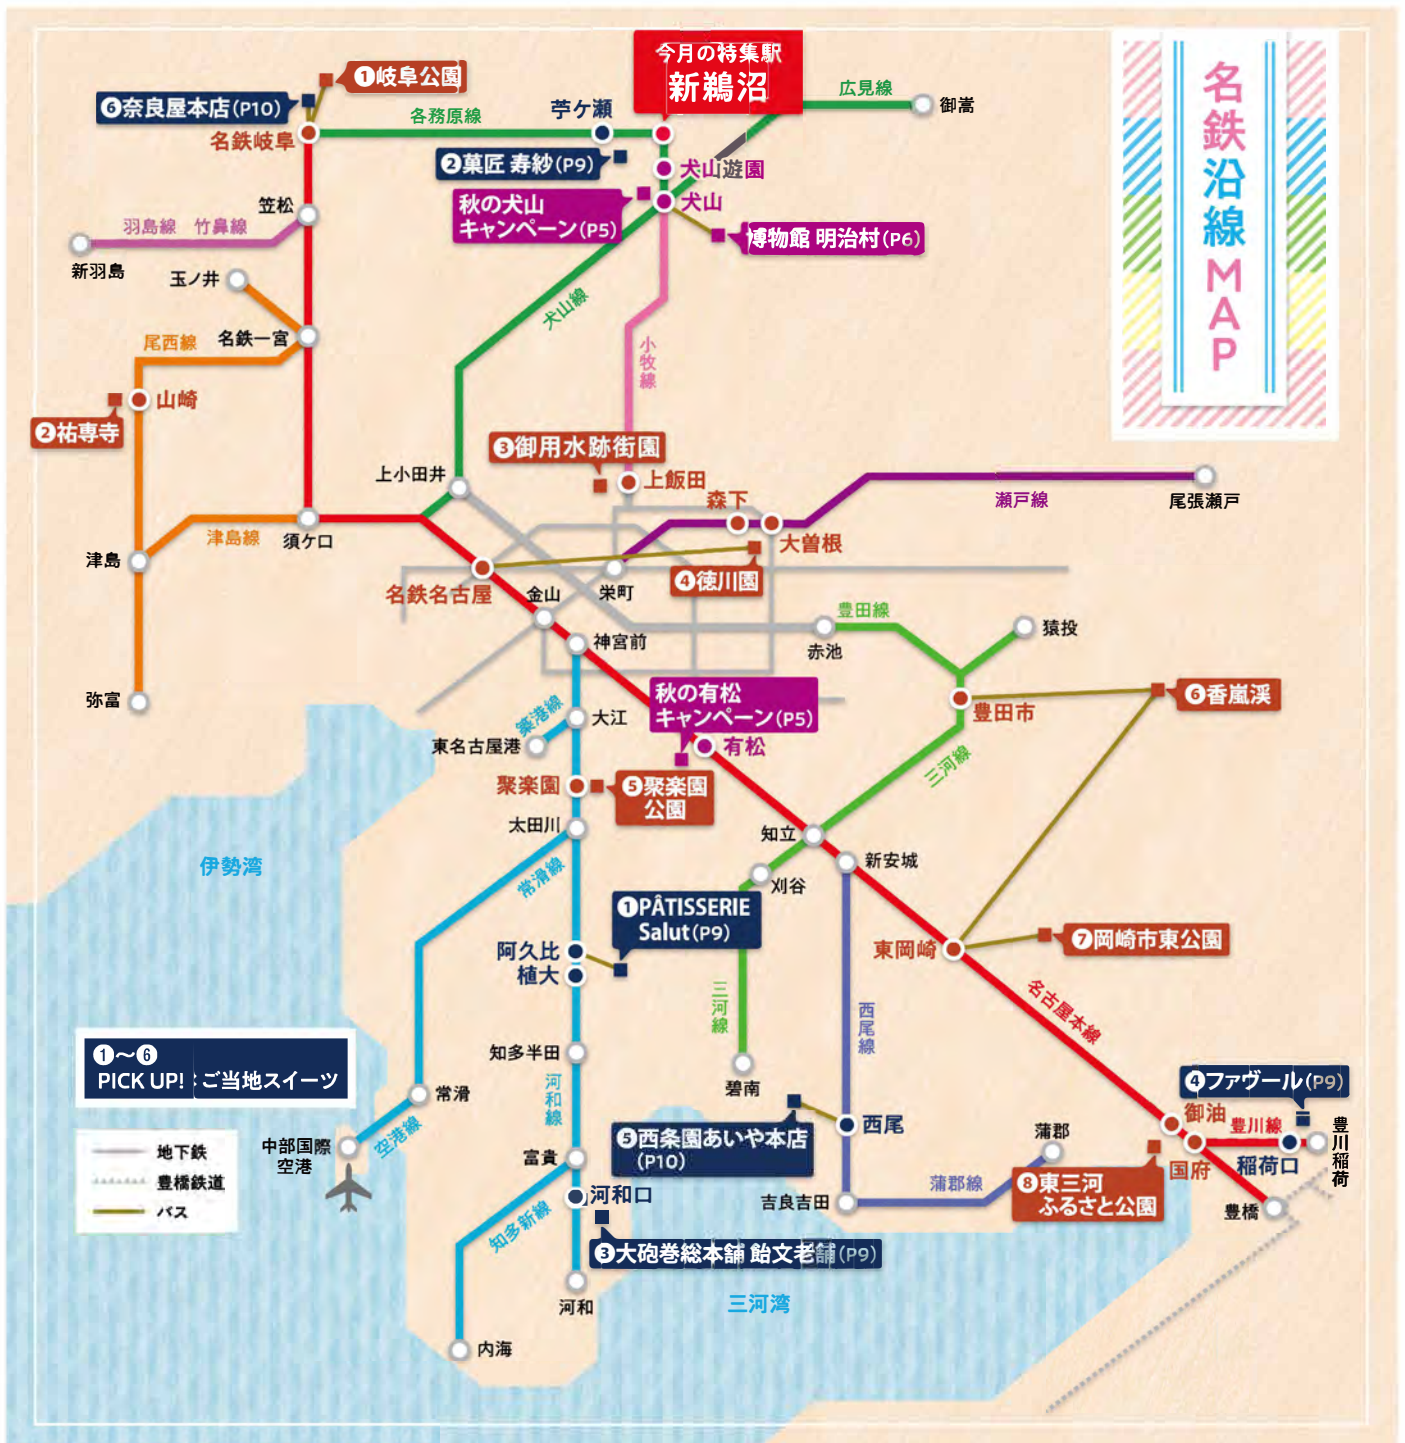 名鉄沿線MAP
今月の特集駅
新鵜沼
❶岐阜公園
❻奈良屋本店(P10)
名鉄岐阜
各務原線
苧ケ瀬
広見線
御嵩
❷菓匠 寿紗(P9)
犬山遊園
秋の犬山
キャンペーン(P5)
犬山
博物館 明治村(P6)
笠松
羽島線 竹鼻線
新羽島
玉ノ井
名鉄一宮
尾西線
犬山線
小牧線
山崎
❷祐専寺
❸御用水跡街園
上小田井
上飯田
森下
大曽根
瀬戸線
尾張瀬戸
津島線
須ケ口
津島
名鉄名古屋
金山
栄町
❹徳川園
神宮前
豊田線
赤池
猿投
弥富
秋の有松
キャンペーン(P5)
有松
豊田市
❻香嵐渓
築港線
大江
東名古屋港
三河線
聚楽園
❺聚楽園
公園
太田川
知立
新安城
刈谷
伊勢湾
常滑線
❶PÂTISSERIE
Salut(P9)
阿久比
植大
東岡崎
❼岡崎市東公園
三河線
西尾線
名古屋本線
❶～❻
PICK UP! : ご当地スイーツ
知多半田
河和線
碧南
常滑
中部国際
空港
空港線
地下鉄
豊橋鉄道
バス
❺西条園あいや本店
(P10)
西尾
❹ファヴール(P9)
御油
豊川線
豊川稲荷
稲荷口
国府
蒲郡
富貴
河和口
知多新線
吉良吉田
蒲郡線
❽東三河
ふるさと公園
豊橋
❸大砲巻総本舗 飴文老舗(P9)
河和
三河湾
内海